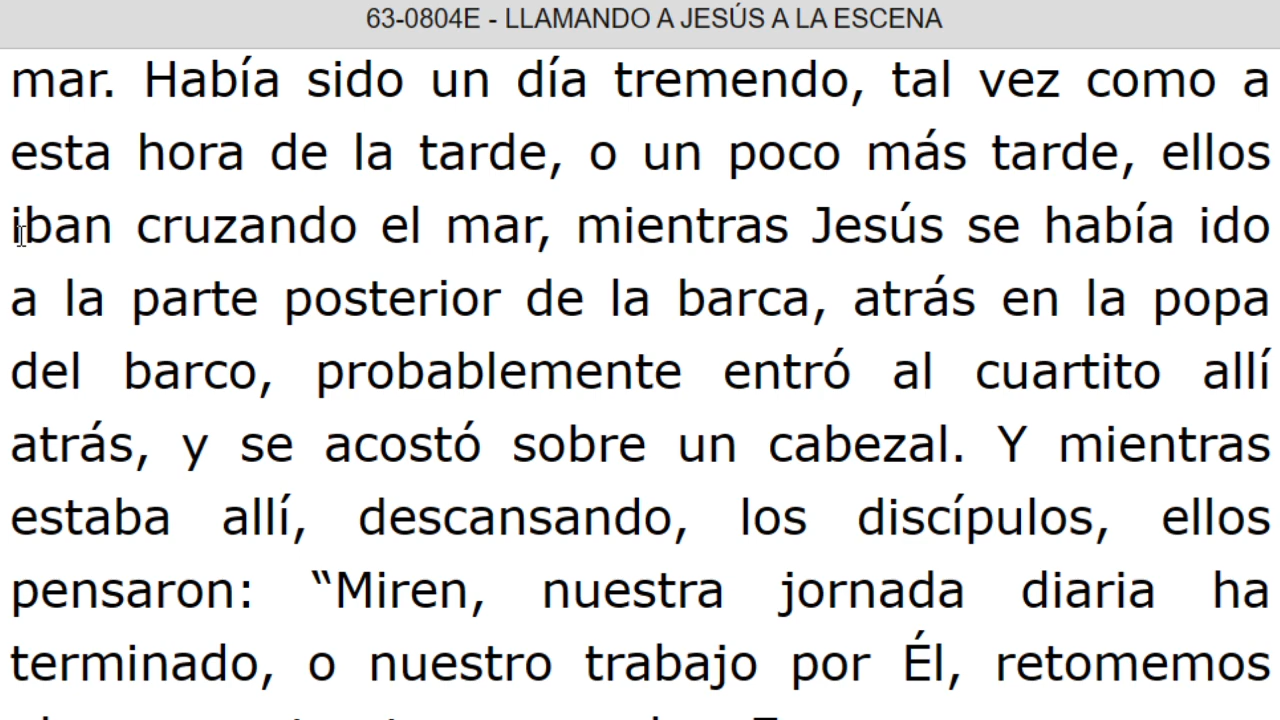 63-0804E - LLAMANDO A JESÚS A LA ESCENA
mar. Había sido un día tremendo, tal vez como a
esta hora de la tarde, o un poco más tarde, ellos
iban cruzando el mar, mientras Jesús se había ido
a la parte posterior de la barca, atrás en la popa
del barco, probablemente entró al cuartito allí
atrás, y se acostó sobre un cabezal. Y mientras
estaba allí, descansando, los discípulos, ellos
pensaron: “Miren, nuestra jornada diaria ha
terminado, o nuestro trabajo por Él, retomemos